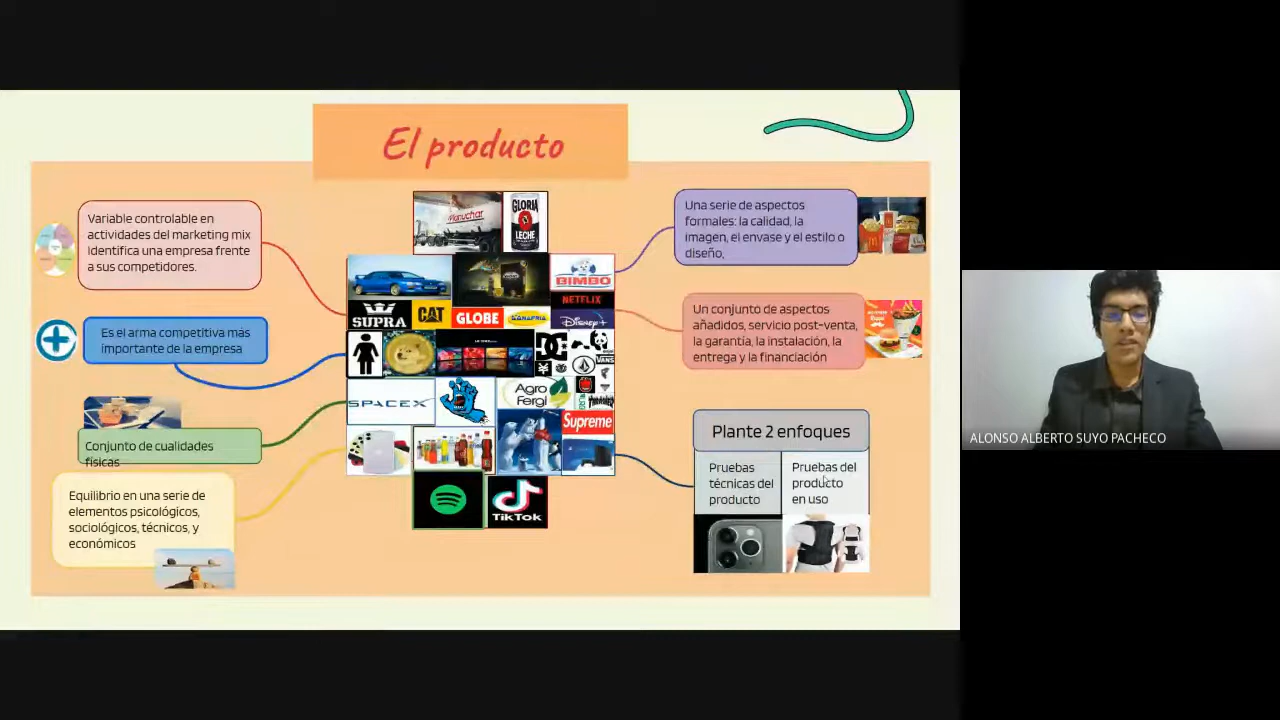 El producto
Variable controlable en
actividades del marketing mix
Identifica una empresa frente
a sus competidores.
Es el arma competitiva más
importante de la empresa
Conjunto de cualidades
físicas
Equilibrio en una serie de
elementos psicológicos,
sociológicos, técnicos, y
económicos
Manuchar
GLORIA
LECHE
BIMBO
NETFLIX
SUPRA
CAT
GLOBE
SANAFRIA
Disney+
DC
VANS
SPACEX
Agro
Fergi
THRASHER
Supreme
TikTok
Una serie de aspectos
formales: la calidad, la
imagen, el envase y el estilo o
diseño,
Un conjunto de aspectos
añadidos, servicio post-venta,
la garantía, la instalación, la
entrega y la financiación
Plante 2 enfoques
Pruebas
técnicas del
producto
Pruebas del
producto
en uso
ALONSO ALBERTO SUYO PACHECO